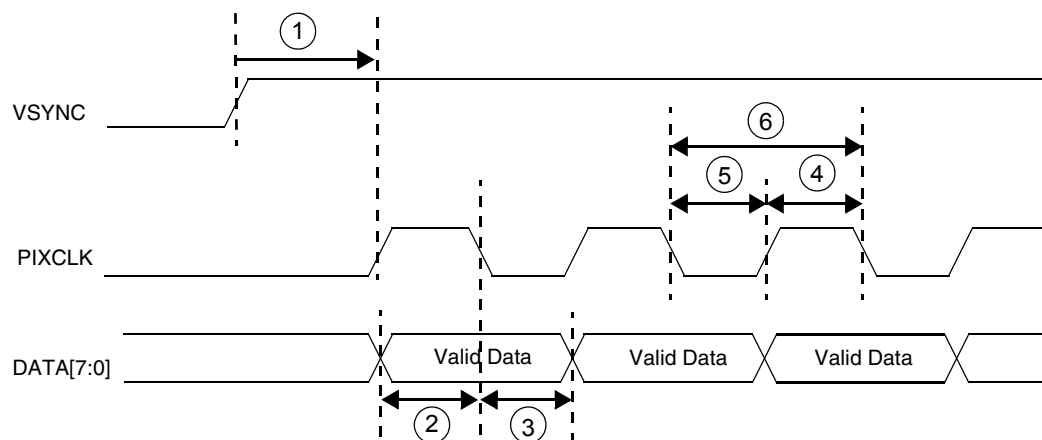 1
VSYNC
6
5
4
PIXCLK
DATA[7:0]
Valid Data
Valid Data
Valid Data
2
3